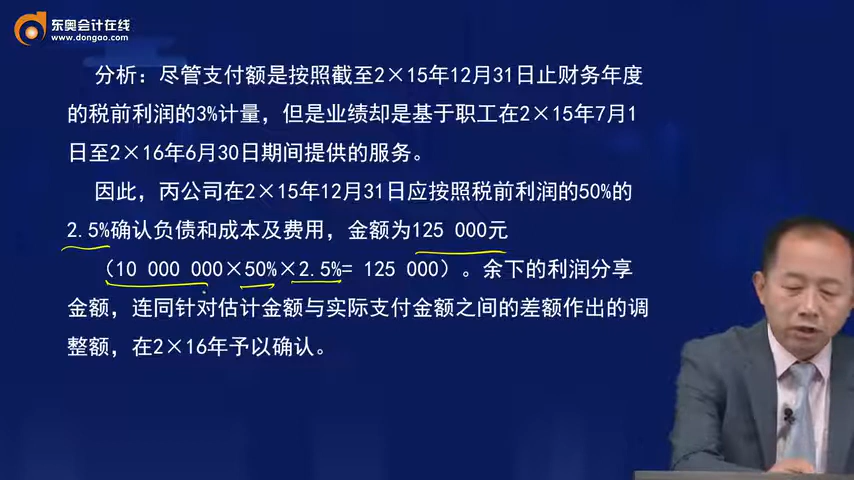 东奥会计在线
www.dongao.com
分析：尽管支付额是按照截至2×15年12月31日止财务年度
的税前利润的3%计量，但是业绩却是基于职工在2×15年7月1
日至2×16年6月30日期间提供的服务。
因此，丙公司在2×15年12月31日应按照税前利润的50%的
2.5%确认负债和成本及费用，金额为125 000元
（10 000 000×50%×2.5%= 125 000）。余下的利润分享
金额，连同针对估计金额与实际支付金额之间的差额作出的调
整额，在2×16年予以确认。